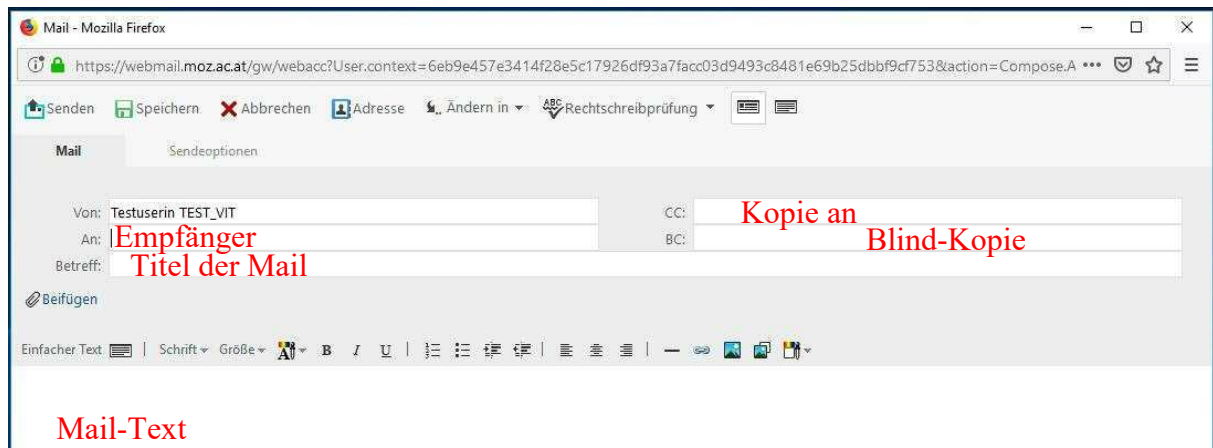 Mail - Mozilla Firefox
https://webmail.moz.ac.at/gw/webacc?User.context=6eb9e457e3414f28e5c17926df93a7facc03d9493c8481e69b25dbbf9cf753&action=Compose.A
Senden Speichern Abbrechen Adresse Ändern in ABC Rechtschreibprüfung
Mail Sendeoptionen
Von: Testuserin TEST_VIT CC: Kopie an
An: Empfänger BC: Blind-Kopie
Betreff: Titel der Mail
Beifügen
Einfacher Text Schrift Größe A B I U
Mail-Text